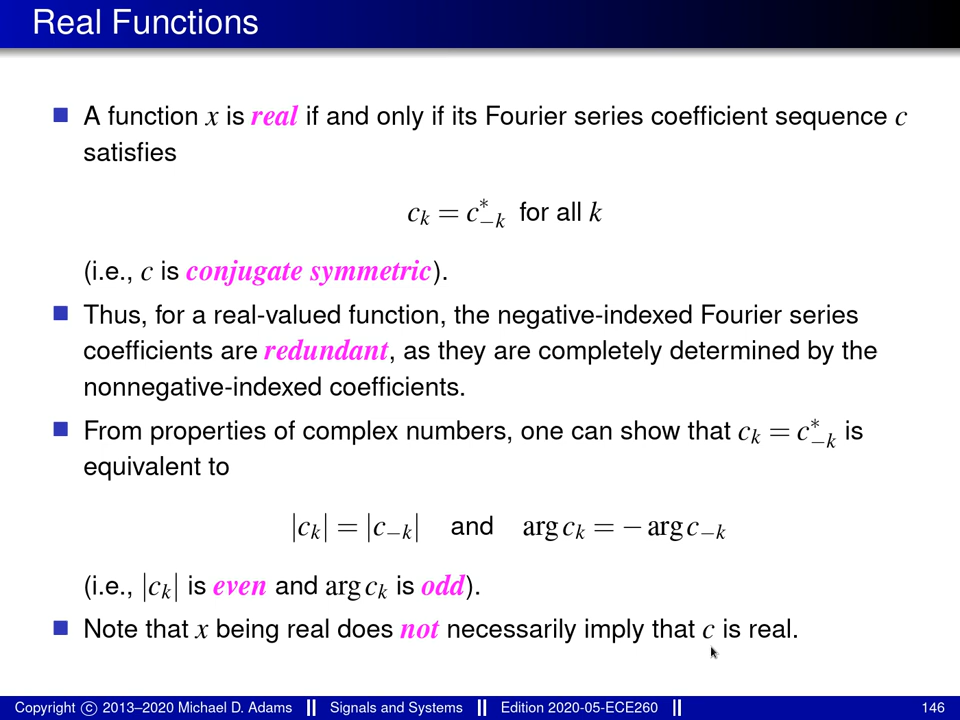 Real Functions
A function x is real if and only if its Fourier series coefficient sequence c
satisfies
c_k = c*_{−k} for all k
(i.e., c is conjugate symmetric).
Thus, for a real-valued function, the negative-indexed Fourier series
coefficients are redundant, as they are completely determined by the
nonnegative-indexed coefficients.
From properties of complex numbers, one can show that c_k = c*_{−k} is
equivalent to
|c_k| = |c_{−k}| and arg c_k = − arg c_{−k}
(i.e., |c_k| is even and arg c_k is odd).
Note that x being real does not necessarily imply that c is real.
Copyright © 2013–2020 Michael D. Adams Signals and Systems Edition 2020-05-ECE260 146